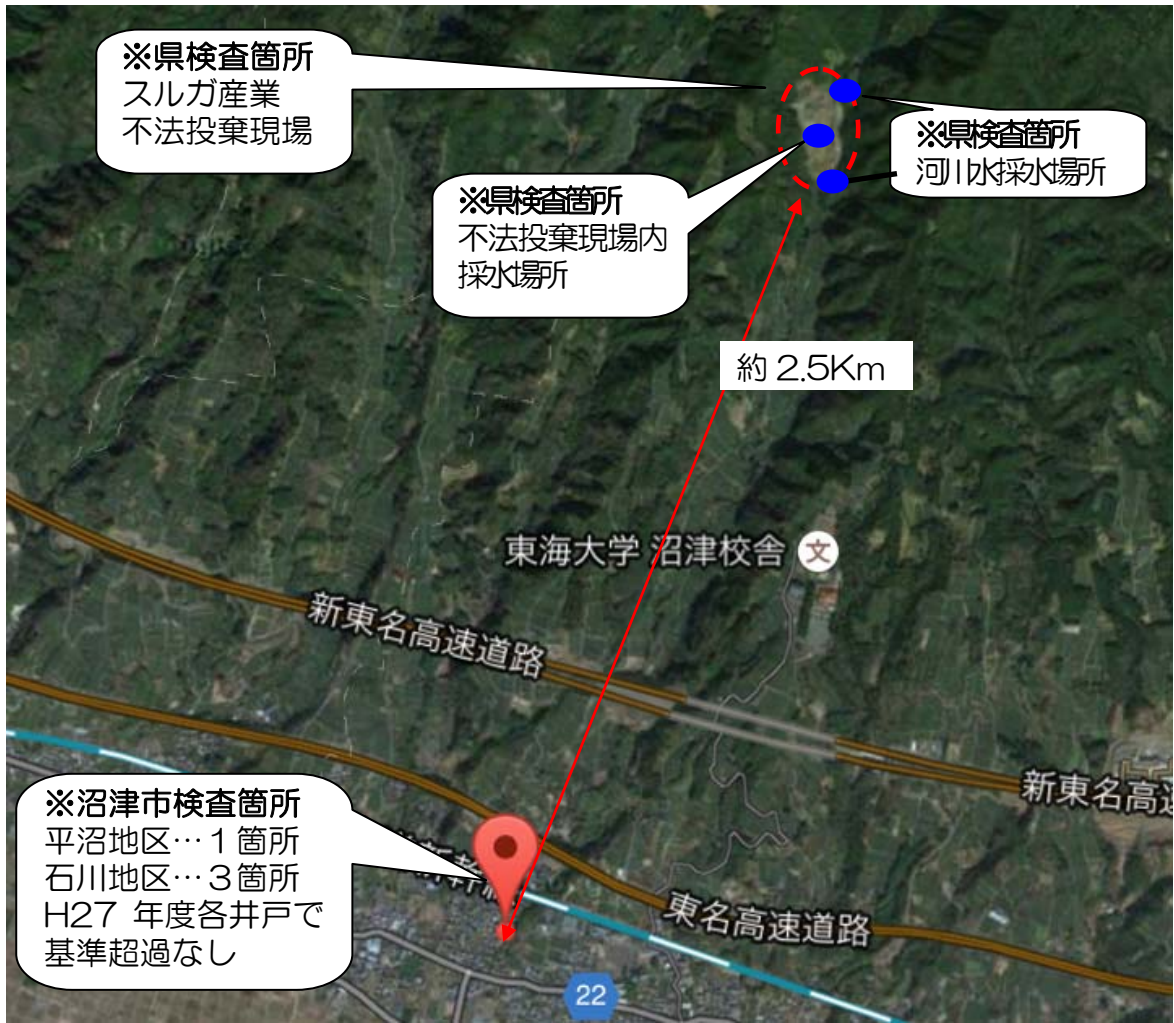 ※県検査箇所
スルガ産業
不法投棄現場
※県検査箇所
河川水採水場所
※県検査箇所
不法投棄現場内
採水場所
約 2.5Km
東海大学 沼津校舎
文
新東名高速道路
新東名高速
※沼津市検査箇所
平沼地区…1 箇所
石川地区…3 箇所
H27 年度各井戸で
基準超過なし
新幹線
東名高速道路
22